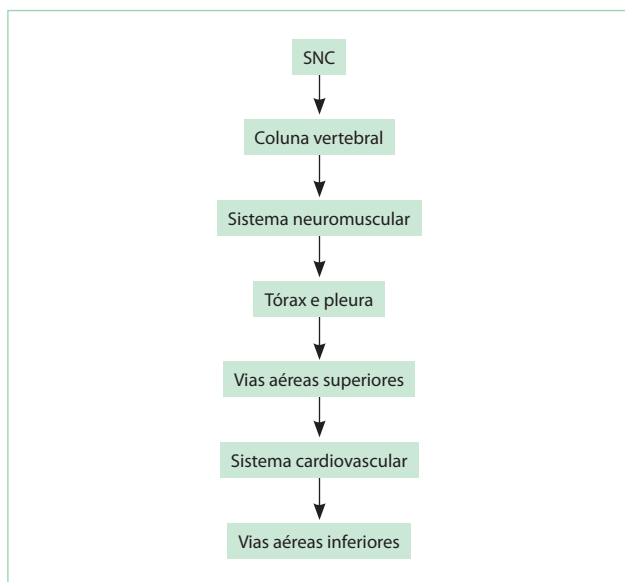 SNC
Coluna vertebral
Sistema neuromuscular
Tórax e pleura
Vias aéreas superiores
Sistema cardiovascular
Vias aéreas inferiores